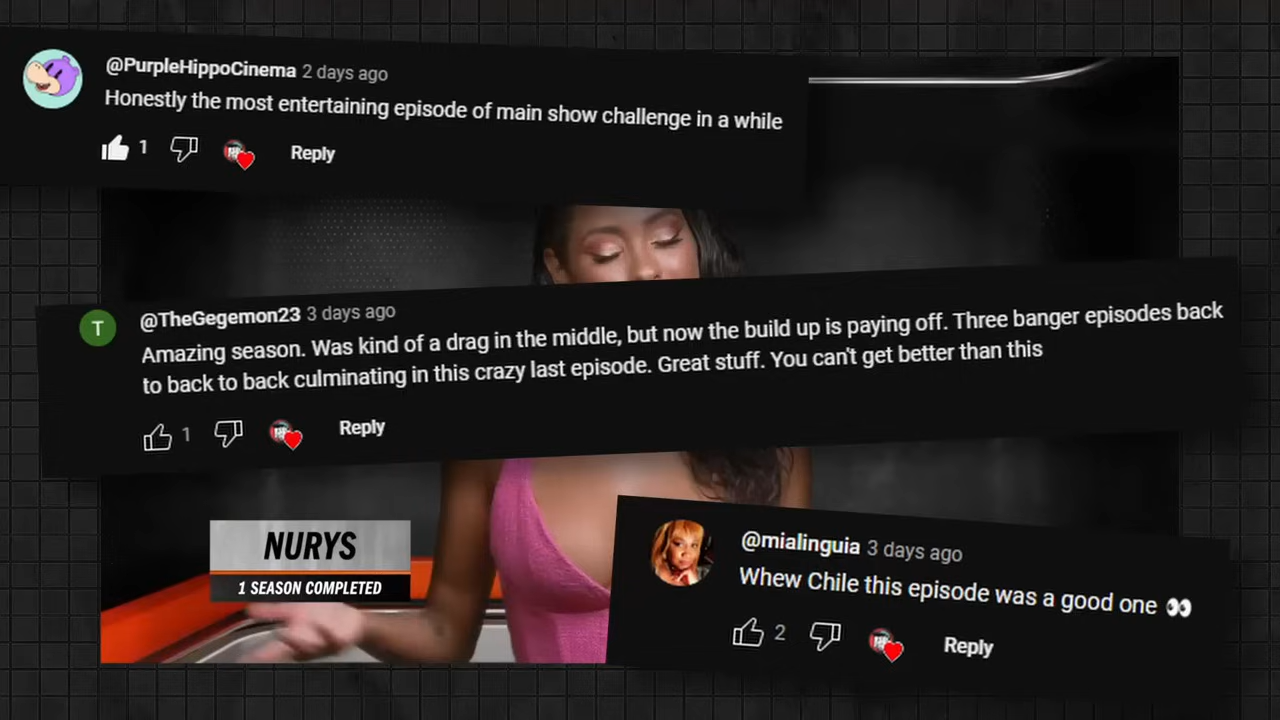 @PurpleHippoCinema 2 days ago
Honestly the most entertaining episode of main show challenge in a while
1 Reply
T
@TheGegemon23 3 days ago
Amazing season. Was kind of a drag in the middle, but now the build up is paying off. Three banger episodes back
to back to back culminating in this crazy last episode. Great stuff. You can't get better than this
1 Reply
NURYS
1 SEASON COMPLETED
@mialinguia 3 days ago
Whew Chile this episode was a good one 👀
2 Reply